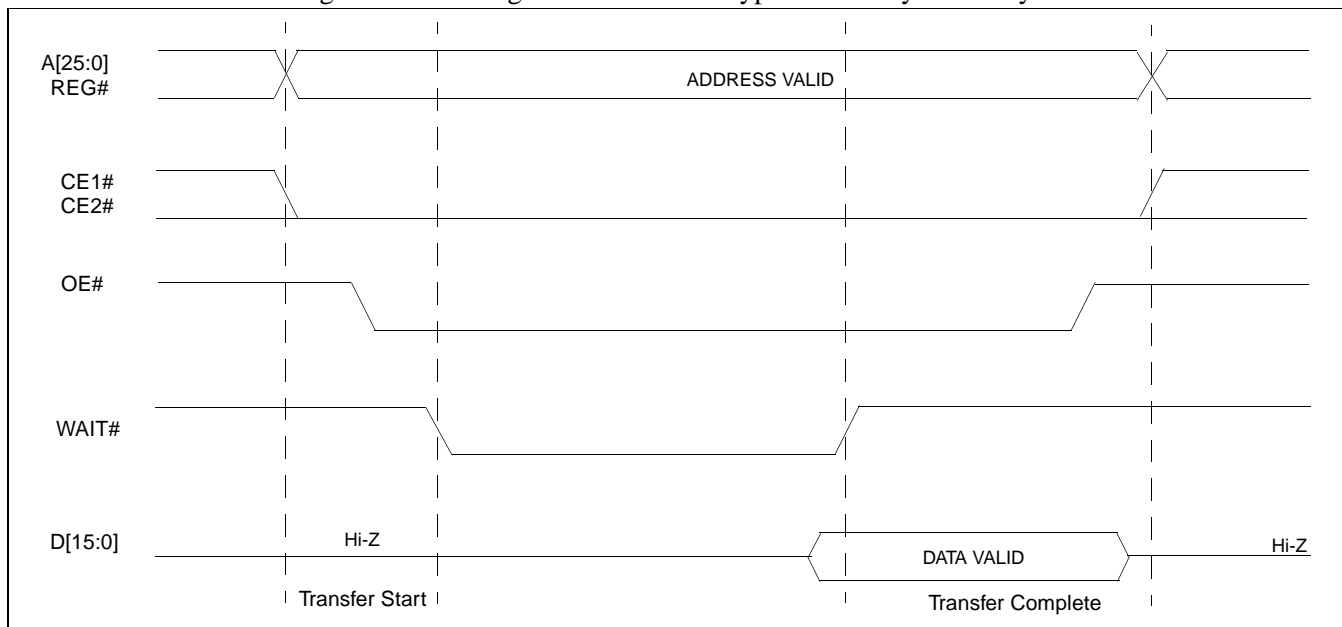 A[25:0]
REG#
ADDRESS VALID
CE1#
CE2#
OE#
WAIT#
D[15:0]
Hi-Z
DATA VALID
Hi-Z
Transfer Start
Transfer Complete